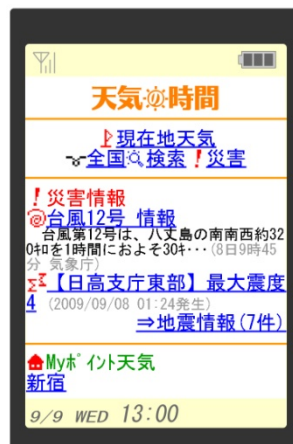 天気時間
現在地天気
全国 検索 !災害
!災害情報
台風12号 情報
台風第12号は、八丈島の南南西約32
0キロを1時間におよそ30キ・・・(8日9時45
分 気象庁)
【日高支庁東部】最大震度
4 (2009/09/08 01:24発生)
⇒地震情報(7件)
Myポイント天気
新宿
9/9 WED 13:00